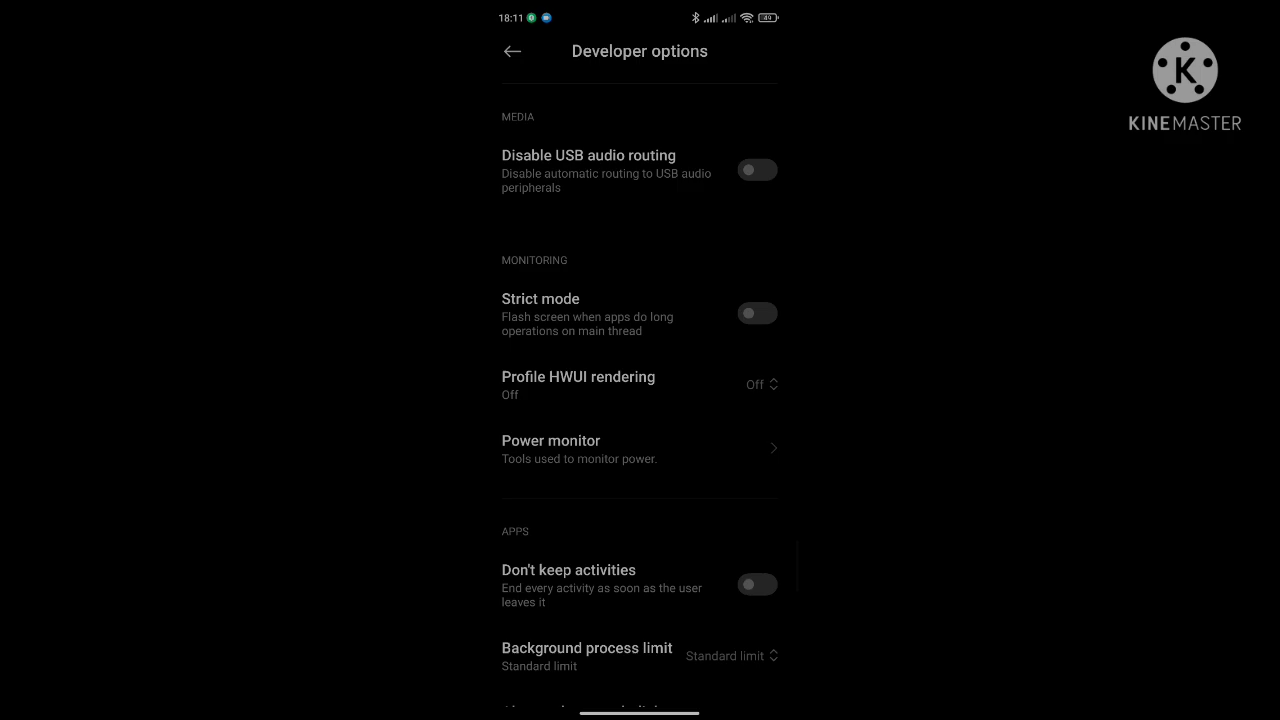 18:11
49
Developer options
K
KINEMASTER
MEDIA
Disable USB audio routing
Disable automatic routing to USB audio
peripherals
MONITORING
Strict mode
Flash screen when apps do long
operations on main thread
Profile HWUI rendering
Off
Off
Power monitor
Tools used to monitor power.
APPS
Don't keep activities
End every activity as soon as the user
leaves it
Background process limit
Standard limit
Standard limit